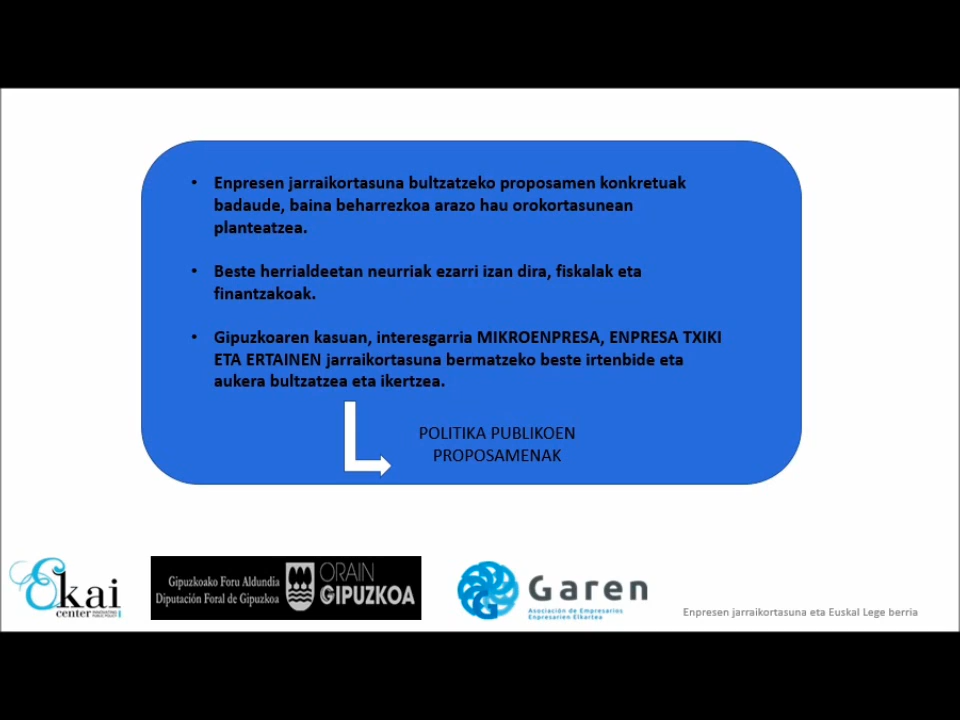 • Enpresen jarraikortasuna bultzatzeko proposamen konkretuak
badaude, baina beharrezkoa arazo hau orokortasunean
planteatzea.
• Beste herrialdeetan neurriak ezarri izan dira, fiskalak eta
finantzakoak.
• Gipuzkoaren kasuan, interesgarria MIKROENPRESA, ENPRESA TXIKI
ETA ERTAINEN jarraikortasuna bermatzeko beste irtenbide eta
aukera bultzatzea eta ikertzea.
POLITIKA PUBLIKOEN
PROPOSAMENAK
Ekai
center
Gipuzkoako Foru Aldundia
Diputación Foral de Gipuzkoa
ORAIN
GIPUZKOA
Garen
Asociación de Empresarios
Enpresarien Elkartea
Enpresen jarraikortasuna eta Euskal Lege berria